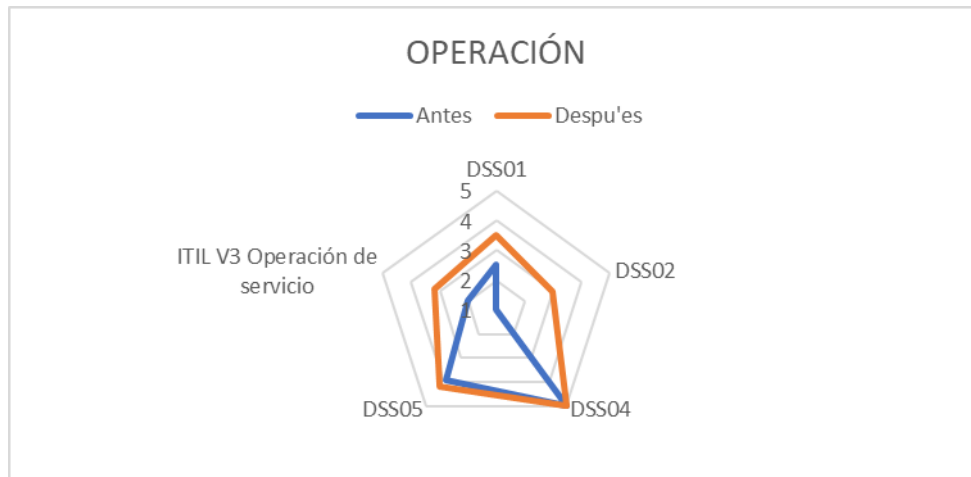 OPERACIÓN
Antes
Despu'es
DSS01
5
4
3
2
1
DSS02
DSS04
DSS05
ITIL V3 Operación de
servicio